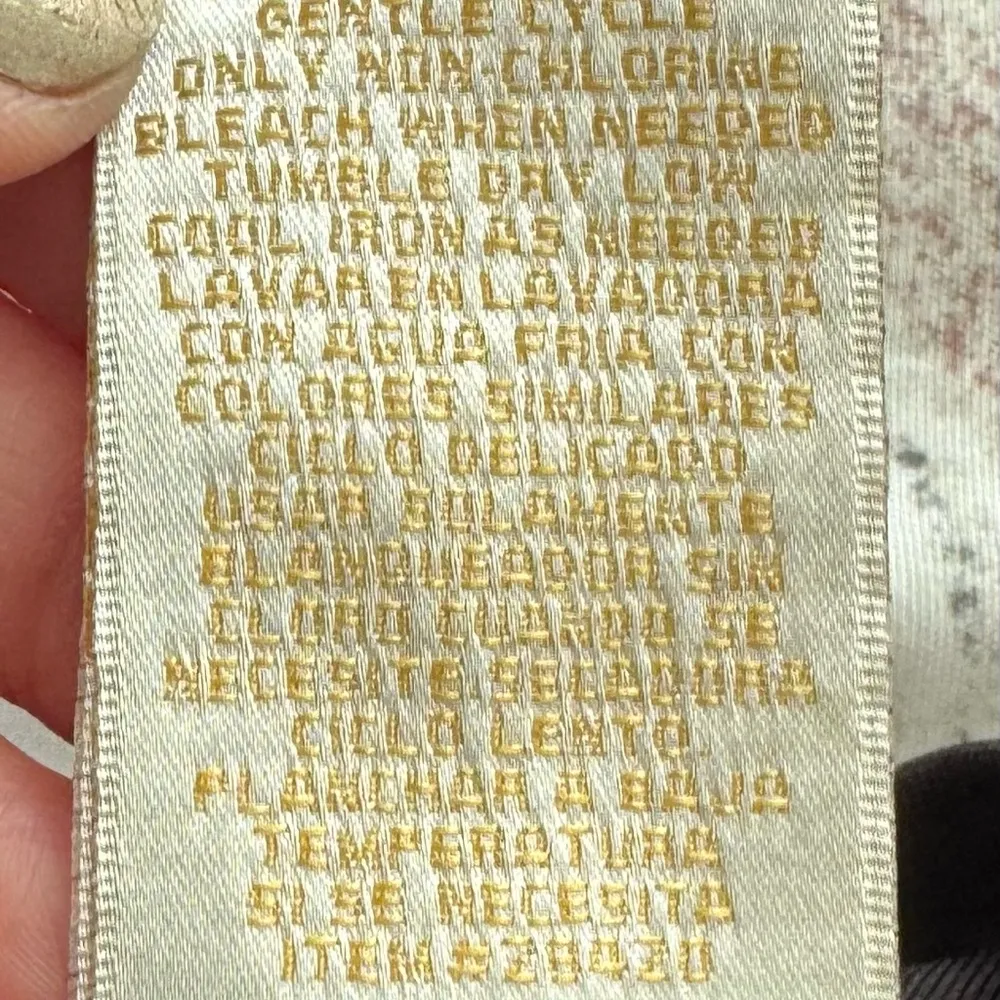 GENTLE CYCLE
ONLY NON-CHLORINE
BLEACH WHEN NEEDED
TUMBLE DRY LOW
COOL IRON AS NEEDED
LAVAR EN LAVADORA
CON AGUA FRIA CON
COLORES SIMILARES
CICLO DELICADO
USAR SOLAMENTE
BLANQUEADOR SIN
CLORO CUANDO SE
NECESITE SECADORA
CICLO LENTO.
PLANCHAR A BAJA
TEMPERATURA
SI SE NECESITA
ITEM